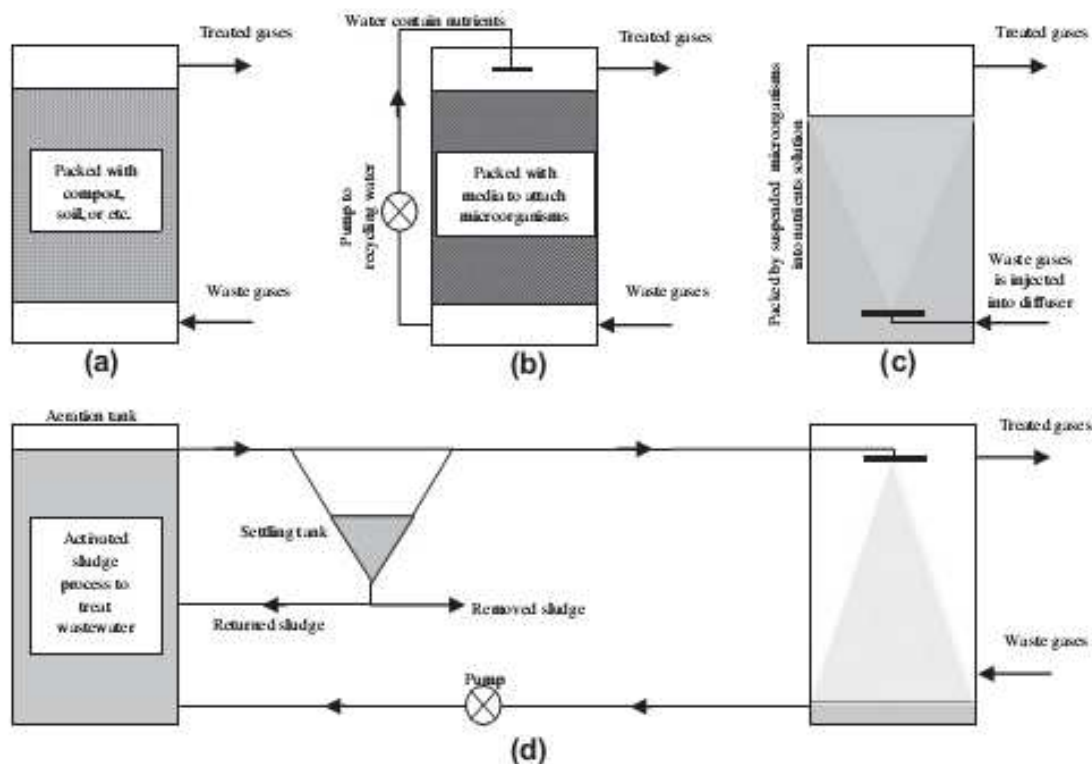 Treated gases
Packed with
compost,
soil, or etc.
Waste gases
(a)
Water contain nutrients
Treated gases
Pump to
recycling water
Packed with
media to attach
microorganisms
Waste gases
(b)
Treated gases
Packed by suspended microorganisms
into nutrients solution
Waste gases
is injected
into diffuser
(c)
Aeration tank
Activated
sludge
process to
treat
wastewater
Settling tank
Returned sludge
Removed sludge
Pump
Treated gases
Waste gases
(d)